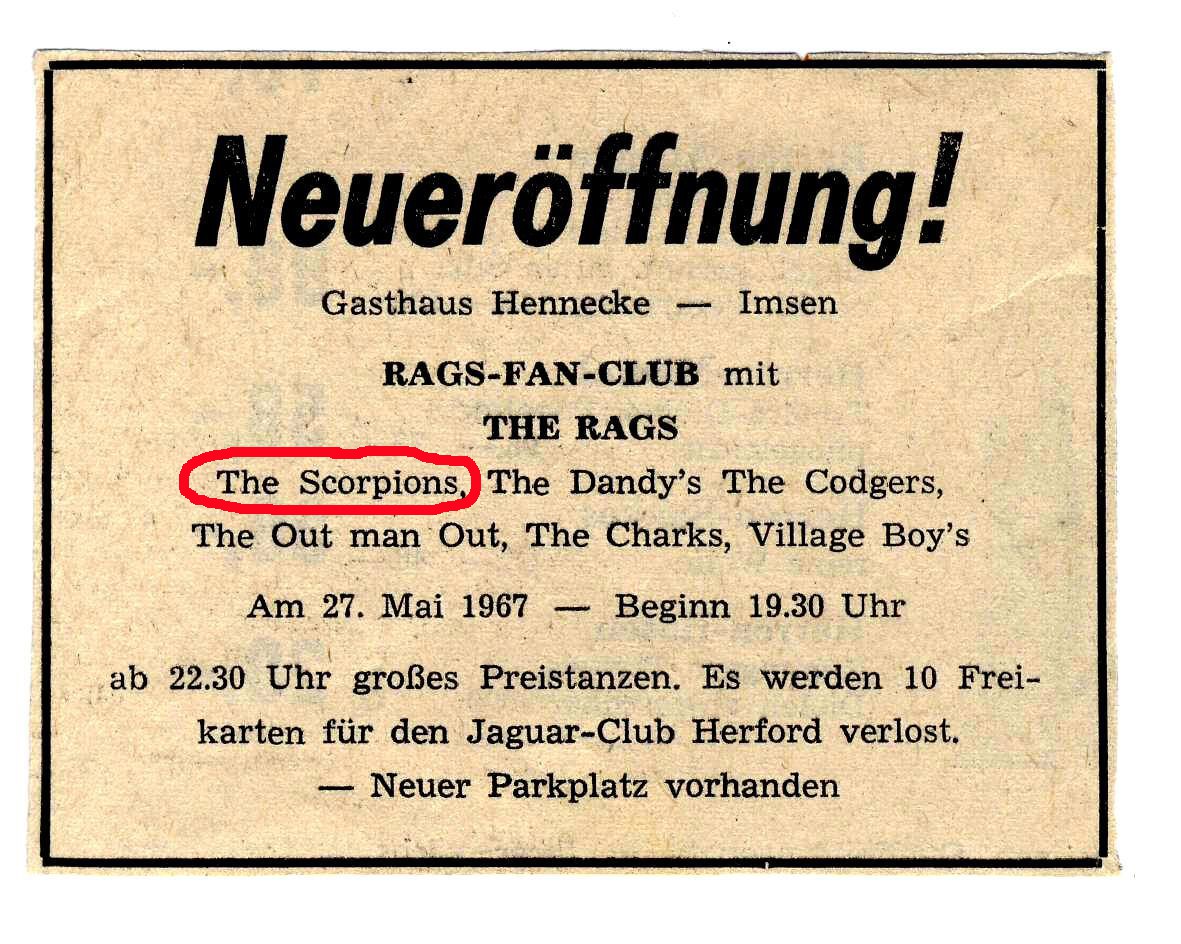 Neueröffnung!
Gasthaus Hennecke — Imsen
RAGS-FAN-CLUB mit
THE RAGS
The Scorpions, The Dandy's The Codgers,
The Out man Out, The Charks, Village Boy's
Am 27. Mai 1967 — Beginn 19.30 Uhr
ab 22.30 Uhr großes Preistanzen. Es werden 10 Frei-
karten für den Jaguar-Club Herford verlost.
— Neuer Parkplatz vorhanden